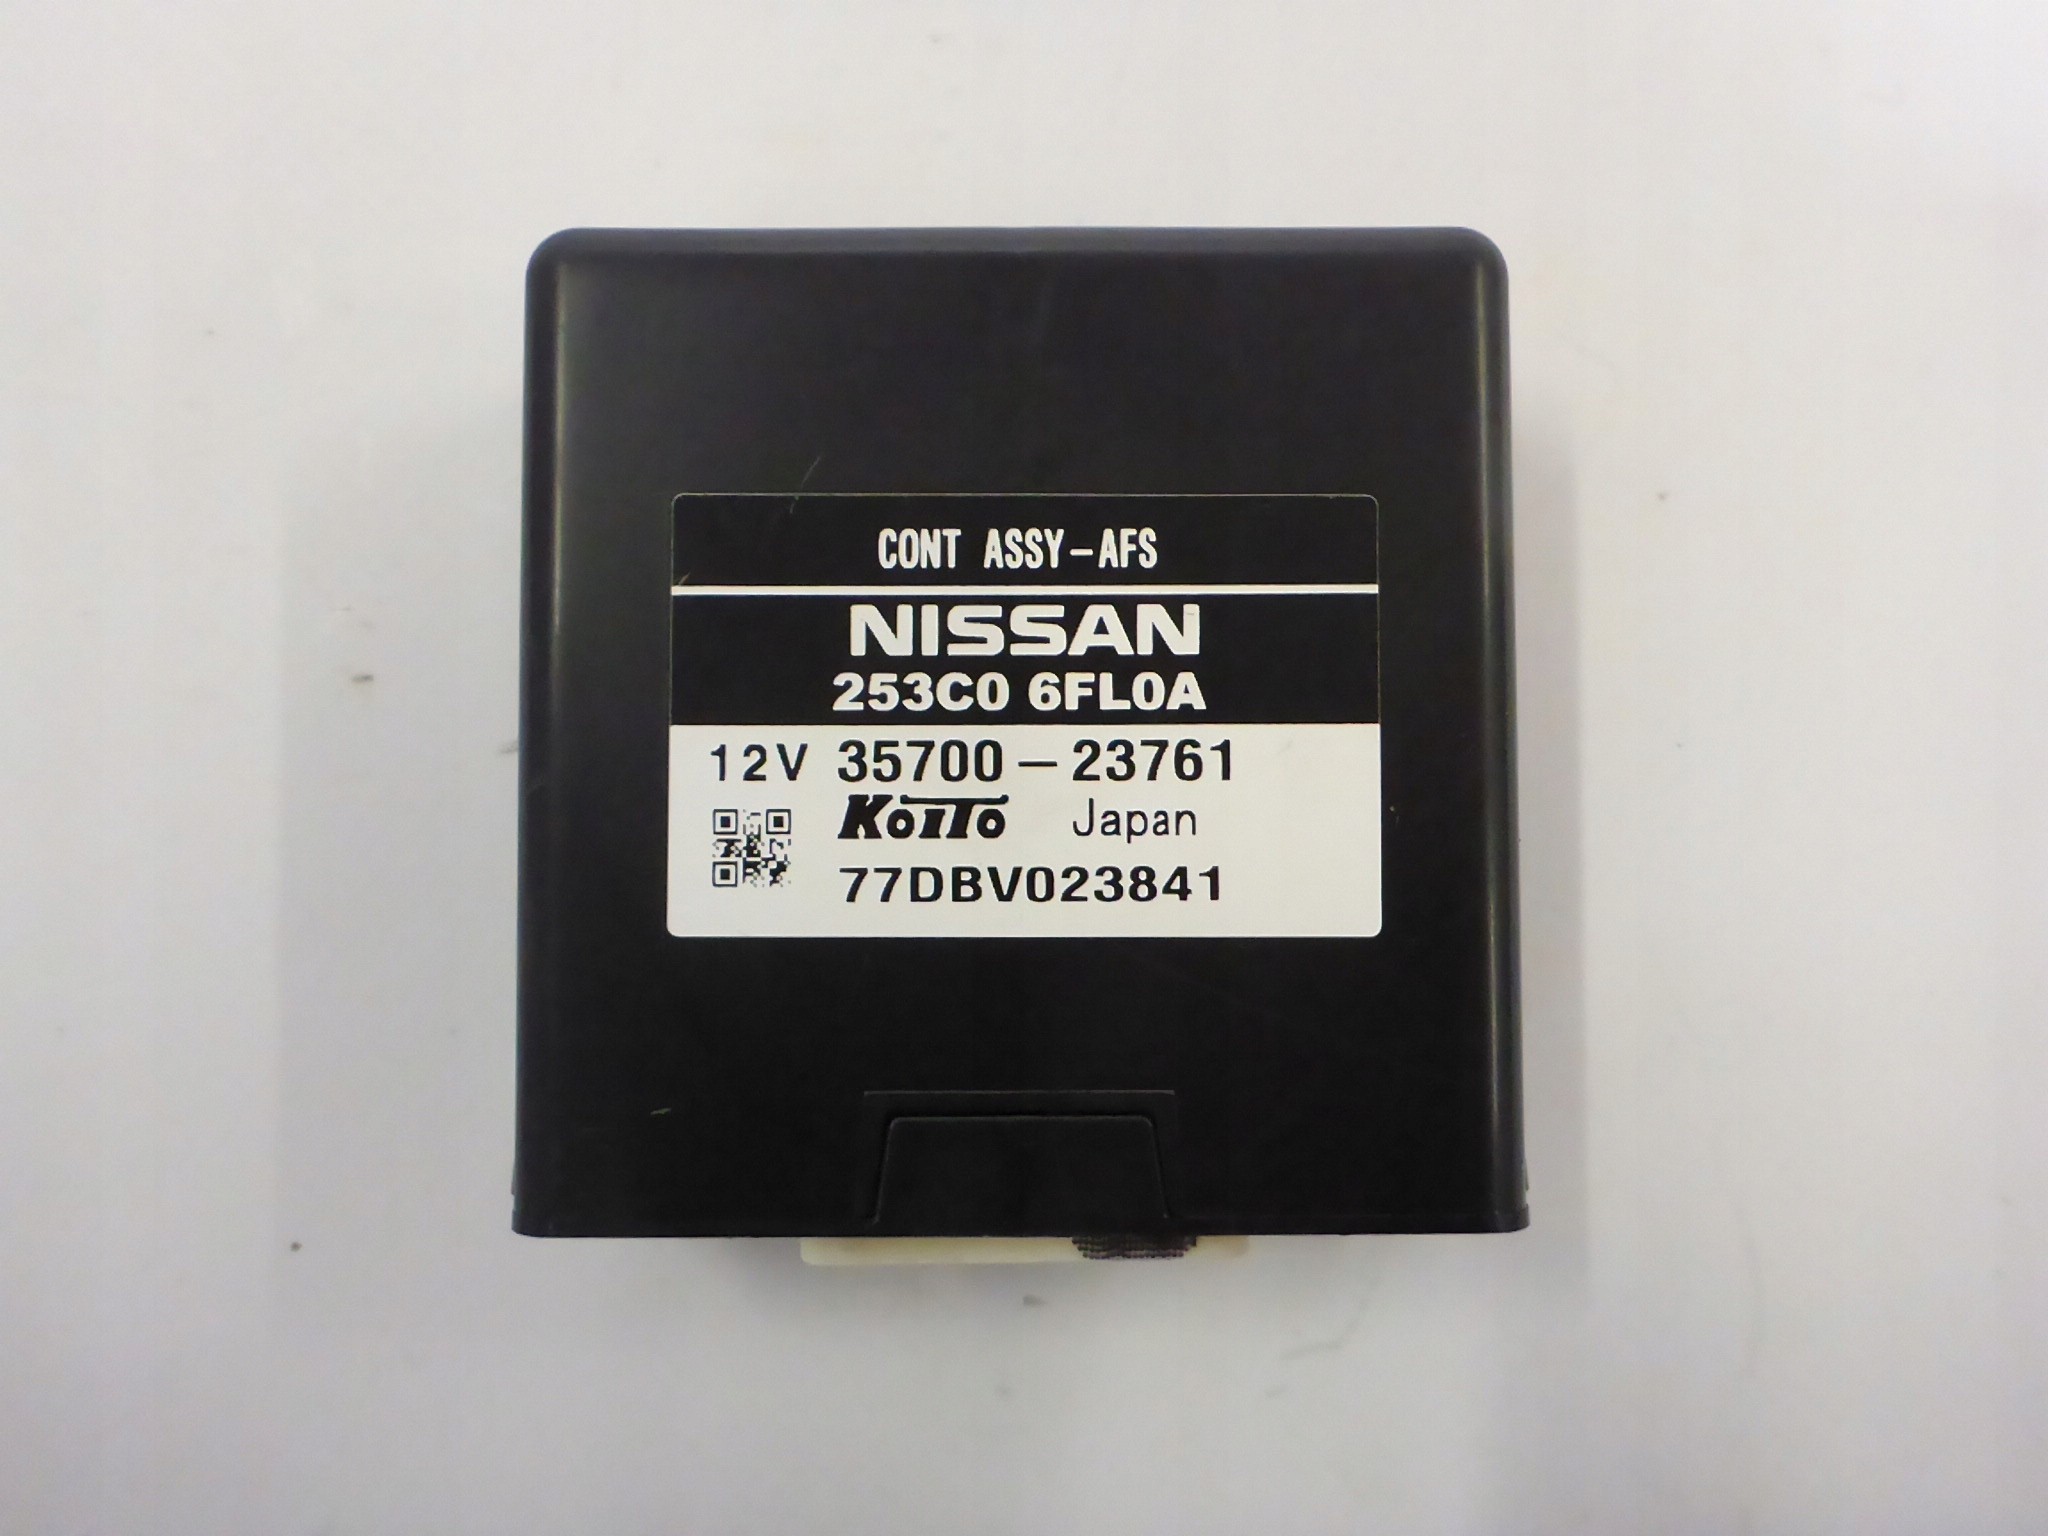 CONT ASSY-AFS
NISSAN
253C0 6FL0A
12V 35700-23761
KOITO Japan
77DBV023841